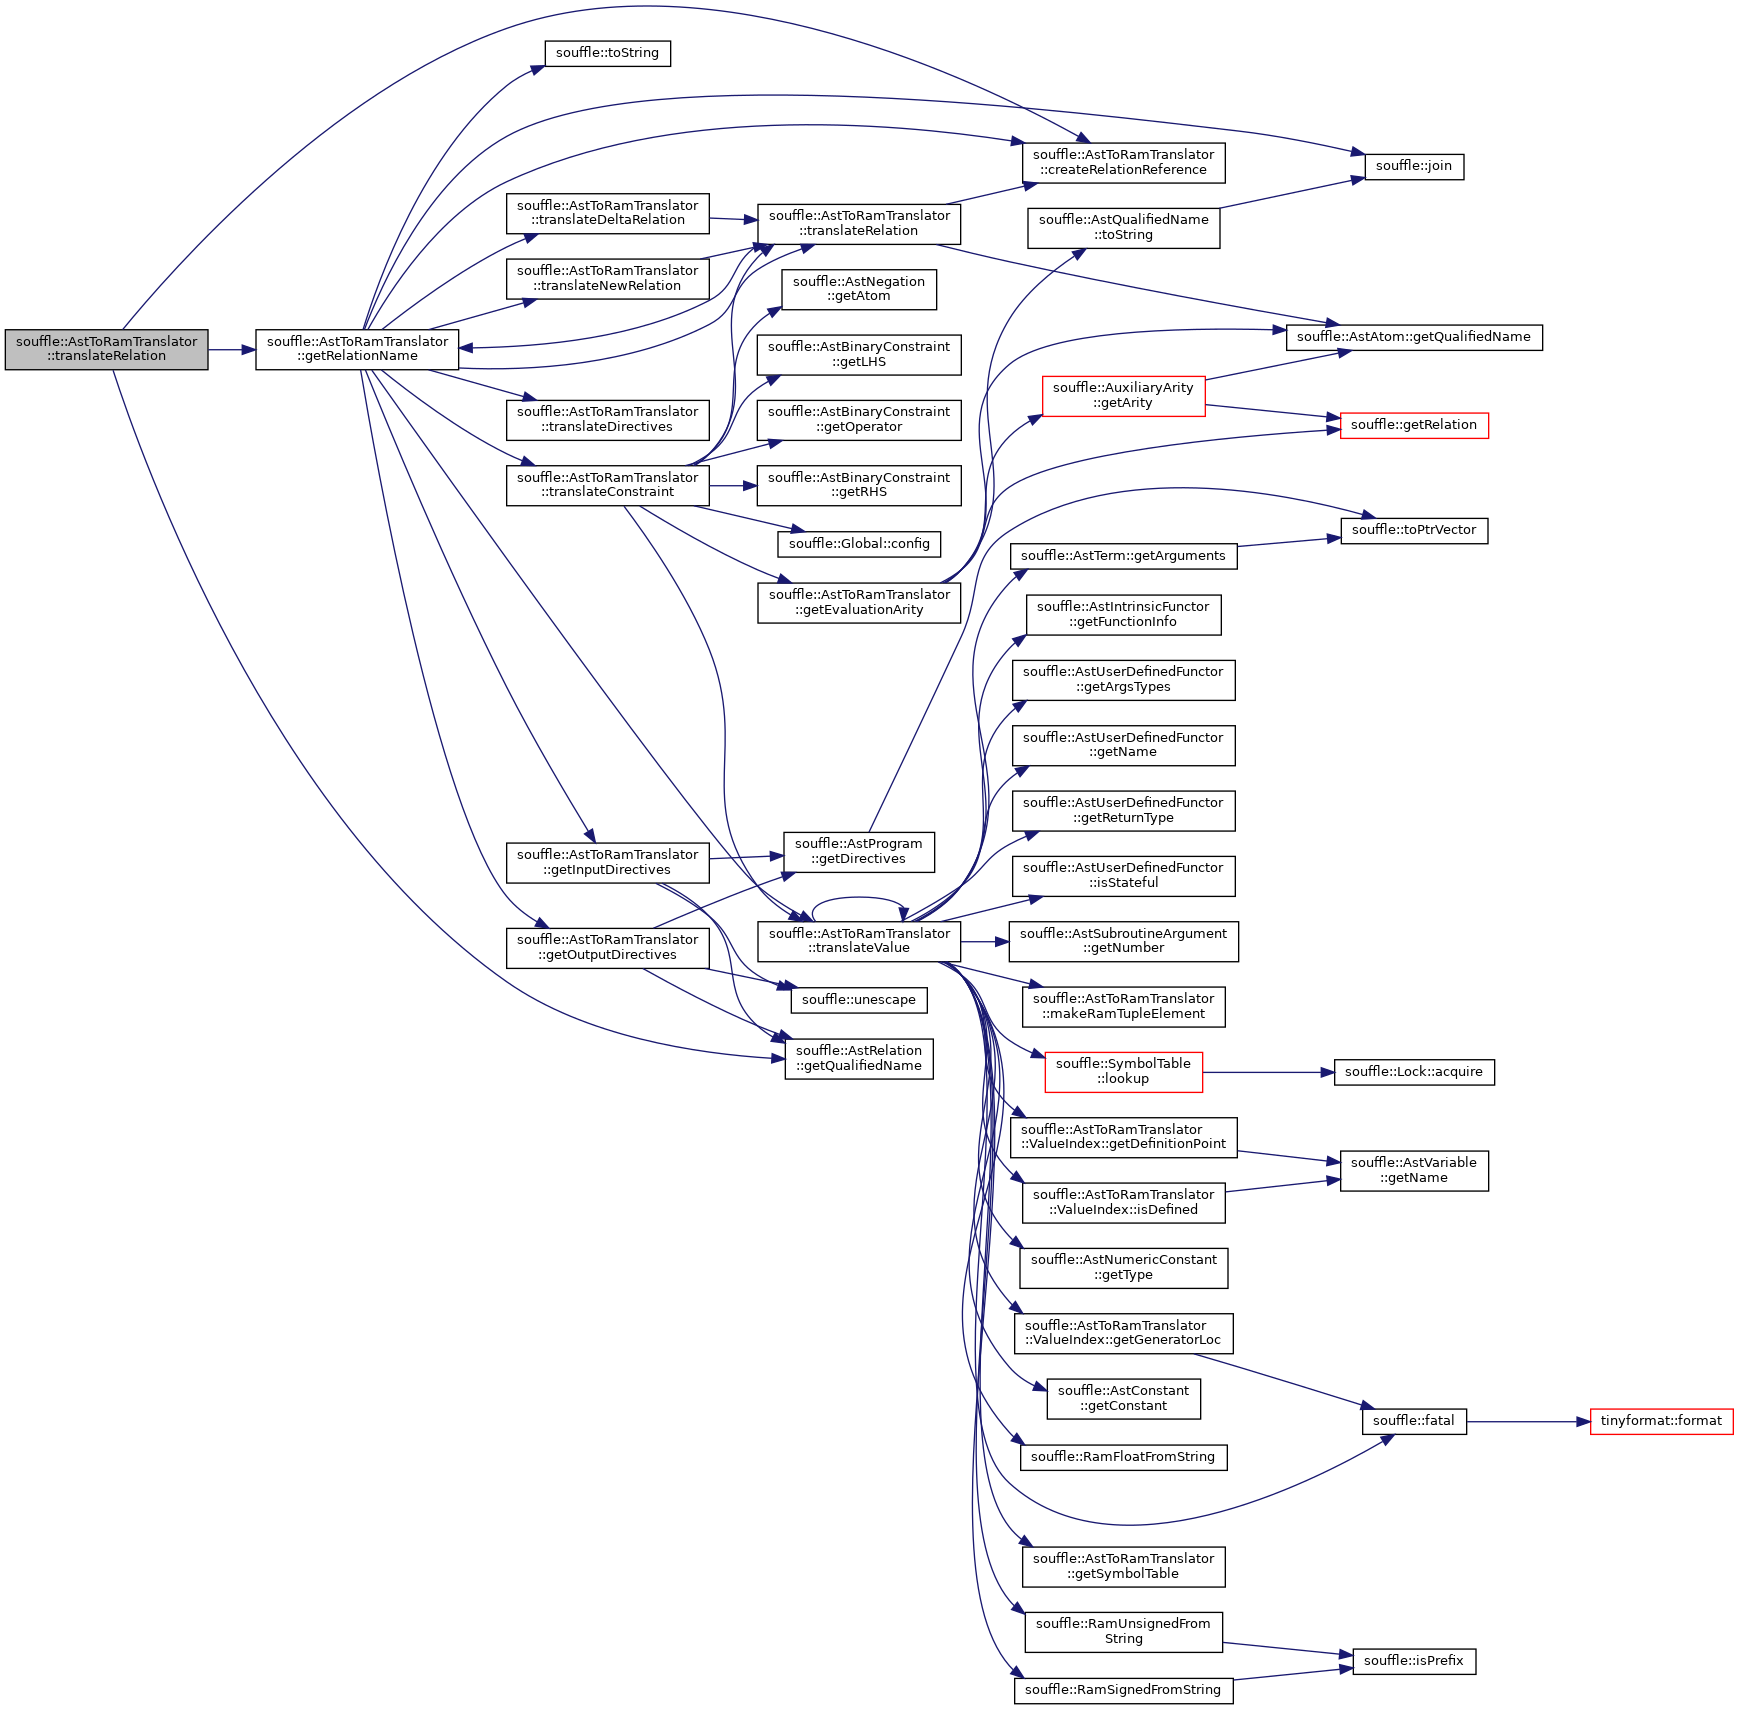 souffle::AstToRamTranslator
::translateRelation
souffle::AstToRamTranslator
::getRelationName
souffle::toString
souffle::AstToRamTranslator
::translateDeltaRelation
souffle::AstToRamTranslator
::translateNewRelation
souffle::AstToRamTranslator
::translateDirectives
souffle::AstToRamTranslator
::translateConstraint
souffle::AstToRamTranslator
::getInputDirectives
souffle::AstToRamTranslator
::getOutputDirectives
souffle::AstToRamTranslator
::translateRelation
souffle::AstNegation
::getAtom
souffle::AstBinaryConstraint
::getLHS
souffle::AstBinaryConstraint
::getOperator
souffle::AstBinaryConstraint
::getRHS
souffle::Global::config
souffle::AstToRamTranslator
::getEvaluationArity
souffle::AstProgram
::getDirectives
souffle::AstToRamTranslator
::translateValue
souffle::unescape
souffle::AstRelation
::getQualifiedName
souffle::AstToRamTranslator
::createRelationReference
souffle::AstQualifiedName
::toString
souffle::AuxiliaryArity
::getArity
souffle::AstTerm::getArguments
souffle::AstIntrinsicFunctor
::getFunctionInfo
souffle::AstUserDefinedFunctor
::getArgsTypes
souffle::AstUserDefinedFunctor
::getName
souffle::AstUserDefinedFunctor
::getReturnType
souffle::AstUserDefinedFunctor
::isStateful
souffle::AstSubroutineArgument
::getNumber
souffle::AstToRamTranslator
::makeRamTupleElement
souffle::SymbolTable
::lookup
souffle::AstToRamTranslator
::ValueIndex::getDefinitionPoint
souffle::AstToRamTranslator
::ValueIndex::isDefined
souffle::AstNumericConstant
::getType
souffle::AstToRamTranslator
::ValueIndex::getGeneratorLoc
souffle::AstConstant
::getConstant
souffle::RamFloatFromString
souffle::AstToRamTranslator
::getSymbolTable
souffle::RamUnsignedFrom
String
souffle::RamSignedFromString
souffle::join
souffle::AstAtom::getQualifiedName
souffle::getRelation
souffle::toPtrVector
souffle::Lock::acquire
souffle::AstVariable
::getName
souffle::fatal
souffle::isPrefix
tinyformat::format